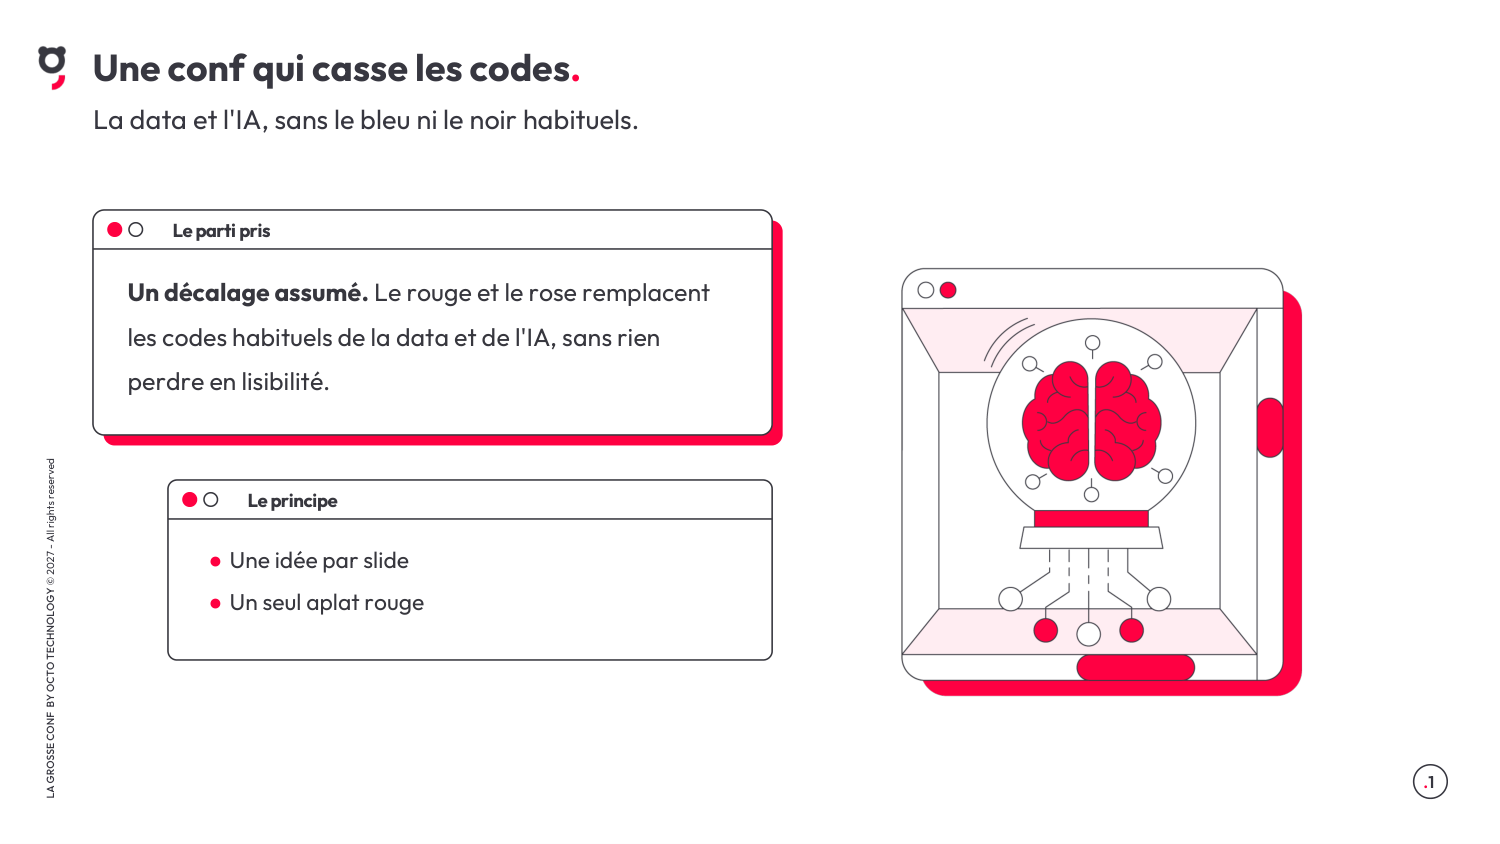 Une conf qui casse les codes.
La data et l'IA, sans le bleu ni le noir habituels.
Le parti pris
Un décalage assumé. Le rouge et le rose remplacent
les codes habituels de la data et de l'IA, sans rien
perdre en lisibilité.
Le principe
Une idée par slide
Un seul aplat rouge
LA GROSSE CONF BY OCTO TECHNOLOGY © 2027 - All rights reserved
.1